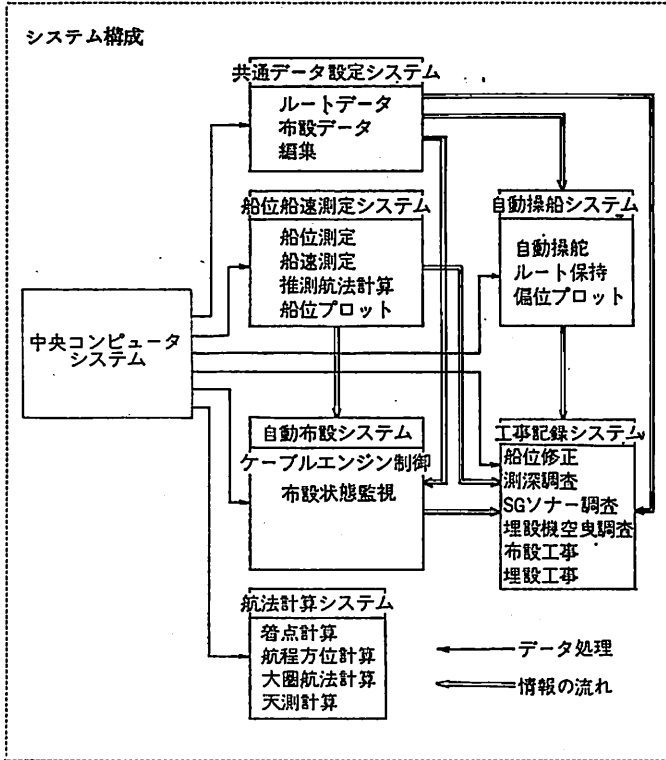 システム構成
共通データ設定システム
ルートデータ
布設データ
編集
船位船速測定システム
船位測定
船速測定
推測航法計算
船位プロット
自動操船システム
自動操舵
ルート保持
偏位プロット
中央コンピュータ
システム
自動布設システム
ケーブルエンジン制御
布設状態監視
工事記録システム
船位修正
測深調査
SGソナー調査
埋設機空曳調査
布設工事
埋設工事
航法計算システム
着点計算
航程方位計算
大圏航法計算
天測計算
データ処理
情報の流れ